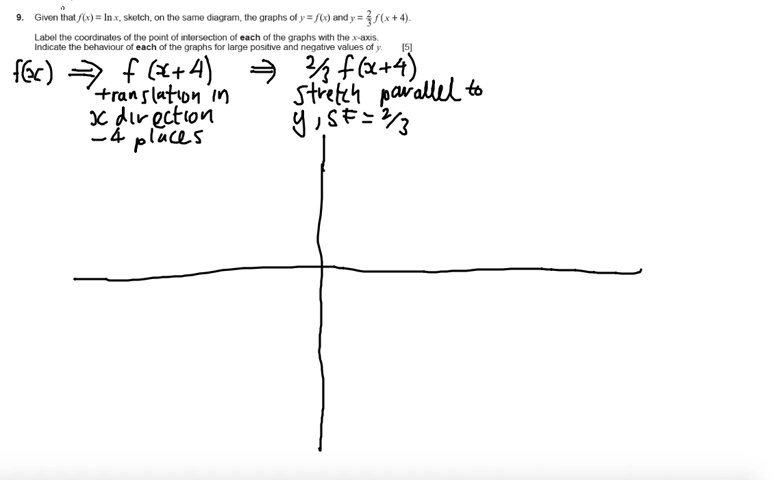 9. Given that f(x) = ln x, sketch, on the same diagram, the graphs of y = f(x) and y = 2/3 f(x + 4).
Label the coordinates of the point of intersection of each of the graphs with the x-axis.
Indicate the behaviour of each of the graphs for large positive and negative values of y. [5]
f(x) ⇒ f(x+4) ⇒ 2/3 f(x+4)
translation in stretch parallel to
x direction y, SF = 2/3
-4 places